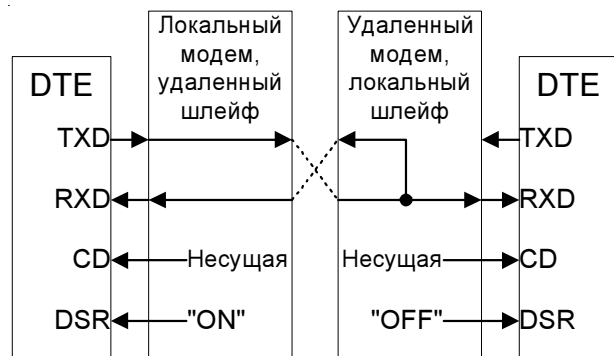 Локальный
модем,
удаленный
шлейф
Удаленный
модем,
локальный
шлейф
DTE
DTE
TXD
TXD
RXD
RXD
CD
Несущая
Несущая
CD
DSR
"ON"
"OFF"
DSR